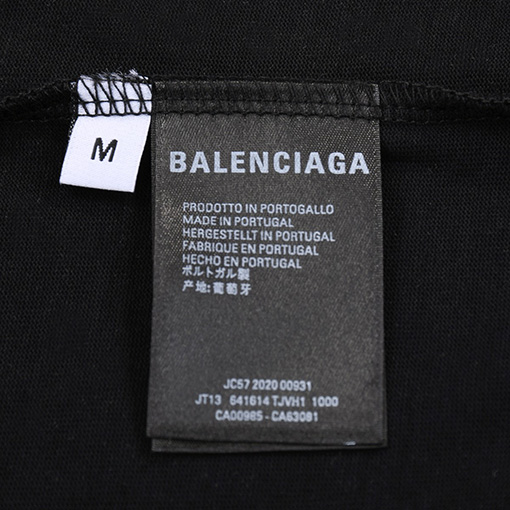 M
BALENCIAGA
PRODOTTO IN PORTOGALLO
MADE IN PORTUGAL
HERGESTELLT IN PORTUGAL
FABRIQUE EN PORTUGAL
HECHO EN PORTUGAL
ポルトガル製
产地:葡萄牙
JC57 2020 00931
JT13 641614 TJVH1 1000
CA00965 - CA63081